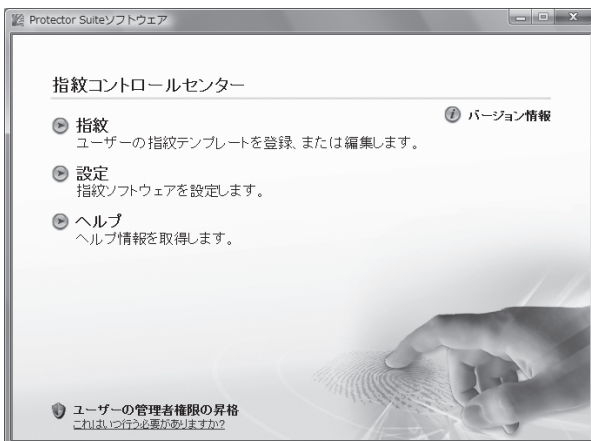 Protector Suiteソフトウェア
指紋コントロールセンター
バージョン情報
指紋
ユーザーの指紋テンプレートを登録、または編集します。
設定
指紋ソフトウェアを設定します。
ヘルプ
ヘルプ情報を取得します。
ユーザーの管理者権限の昇格
これはいつ行う必要がありますか?